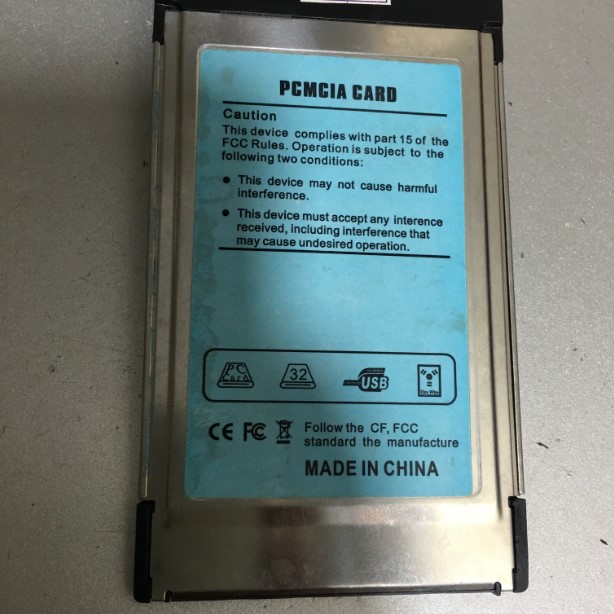 PCMCIA CARD
Caution
This device complies with part 15 of the
FCC Rules. Operation is subject to the
following two conditions:
● This device may not cause harmful
interference.
● This device must accept any interence
received, including interference that
may cause undesired operation.
PC
Card
32
USB
Fire Wire
CE FC
Follow the CF, FCC
standard the manufacture
MADE IN CHINA